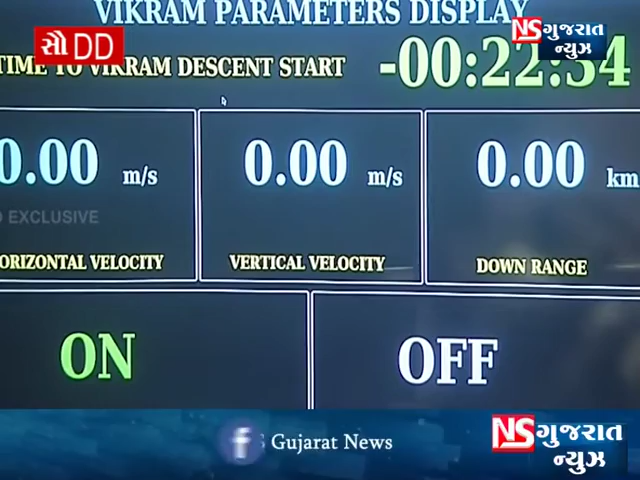 VIKRAM PARAMETERS DISPLAY
NS ગુજરાત
ન્યુઝ
સૌ DD
TIME TO VIKRAM DESCENT START
-00:22:54
0.00 m/s
0.00 m/s
0.00 km
EXCLUSIVE
ORIZONTAL VELOCITY
VERTICAL VELOCITY
DOWN RANGE
ON
OFF
f Gujarat News
NS ગુજરાત
ન્યુઝ